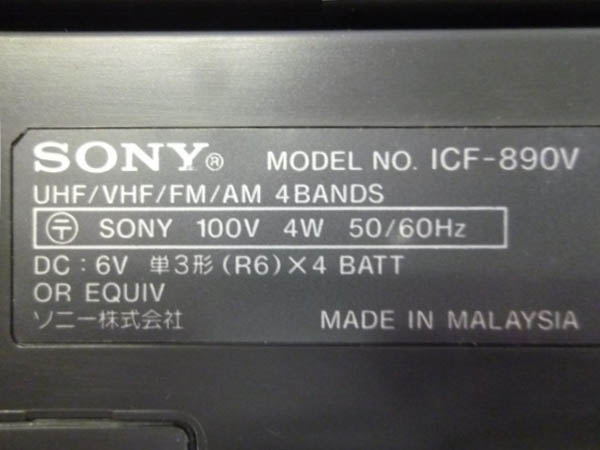 SONY® MODEL NO. ICF-890V
UHF/VHF/FM/AM 4BANDS
〒 SONY 100V 4W 50/60Hz
DC : 6V 単3形 (R6)×4 BATT
OR EQUIV
ソニー株式会社 MADE IN MALAYSIA